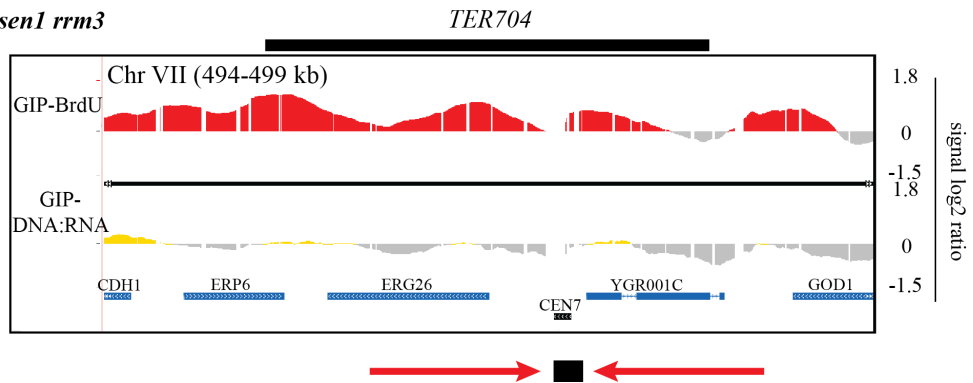 sen1 rrm3
TER704
Chr VII (494-499 kb)
GIP-BrdU
1.8
0
-1.5
GIP-
DNA:RNA
1.8
0
-1.5
signal log2 ratio
CDH1
ERP6
ERG26
CEN7
YGR001C
GOD1